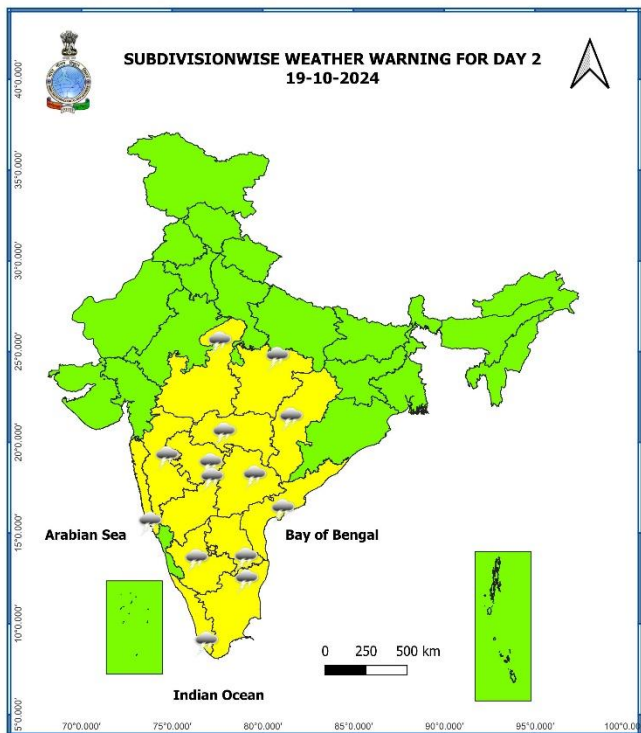 SUBDIVISIONWISE WEATHER WARNING FOR DAY 2
19-10-2024
40°0.000'
35°0.000'
30°0.000'
25°0.000'
20°0.000'
15°0.000'
10°0.000'
5°0.000'
Arabian Sea
Bay of Bengal
0 250 500 km
Indian Ocean
70°0.000' 75°0.000' 80°0.000' 85°0.000' 90°0.000' 95°0.000' 100°0.00